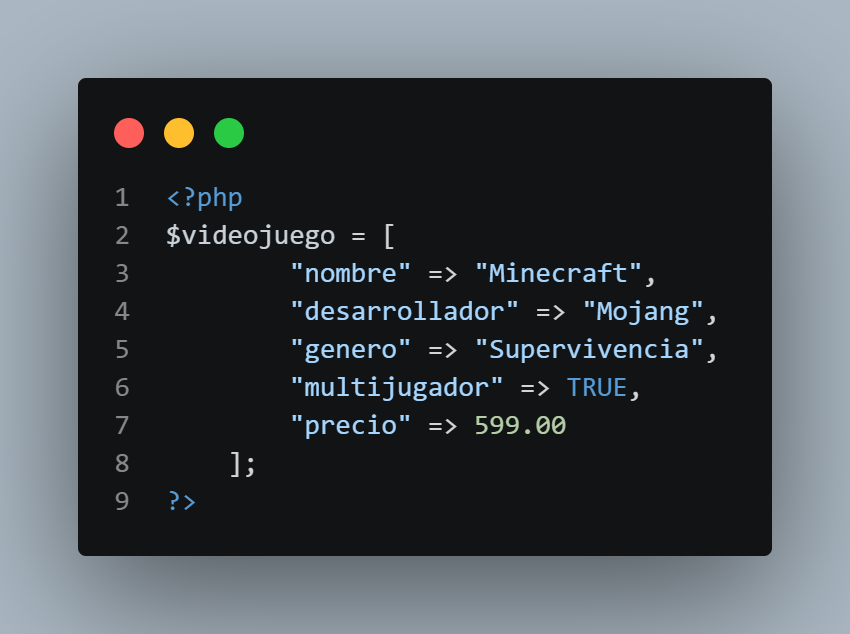 1 <?php
2 $videojuego = [
3         "nombre" => "Minecraft",
4         "desarrollador" => "Mojang",
5         "genero" => "Supervivencia",
6         "multijugador" => TRUE,
7         "precio" => 599.00
8     ];
9 ?>